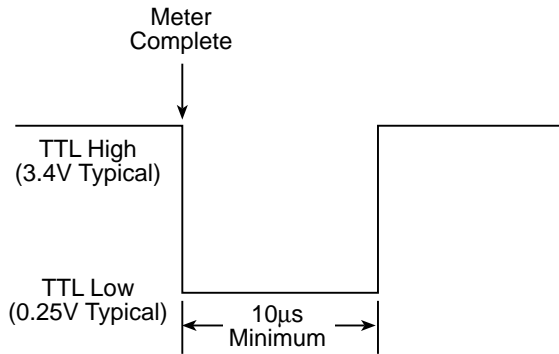 Meter
Complete
TTL High
(3.4V Typical)
TTL Low
(0.25V Typical)
10µs
Minimum